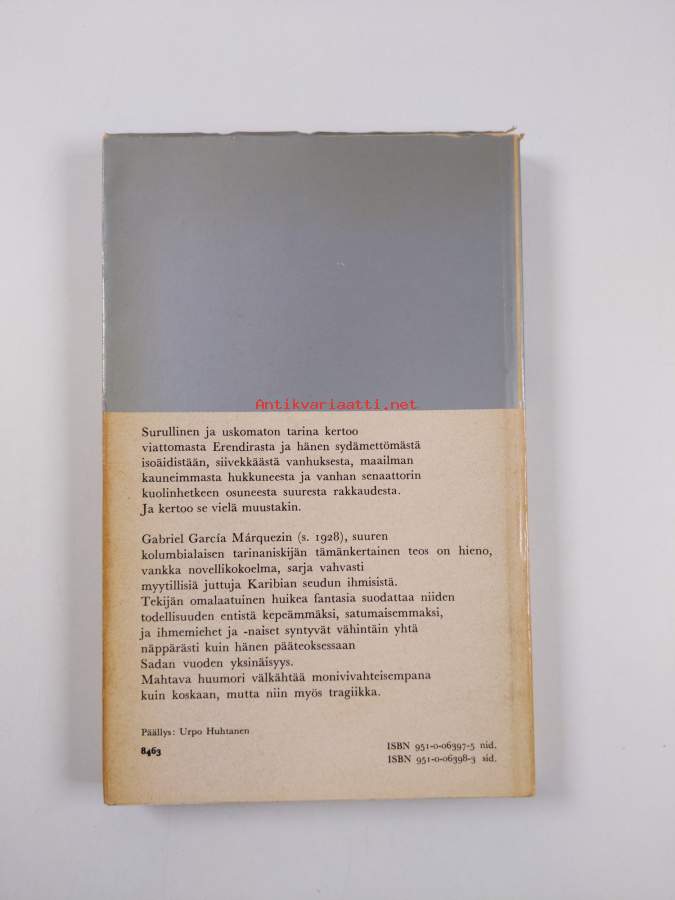 Antikvariaatti.net
Surullinen ja uskomaton tarina kertoo
viattomasta Erendirasta ja hänen sydämettömästä
isoäidistään, siivekkäästä vanhuksesta, maailman
kauneimmasta hukkuneesta ja vanhan senaattorin
kuolinhetkeen osuneesta suuresta rakkaudesta.
Ja kertoo se vielä muustakin.
Gabriel García Márquezin (s. 1928), suuren
kolumbialaisen tarinaniskijän tämänkertainen teos on hieno,
vankka novellikokoelma, sarja vahvasti
myytillisiä juttuja Karibian seudun ihmisistä.
Tekijän omalaatuinen huikea fantasia suodattaa niiden
todellisuuden entistä kepeämmäksi, satumaisemmaksi,
ja ihmemiehet ja -naiset syntyvät vähintäin yhtä
näppärästi kuin hänen pääteoksessaan
Sadan vuoden yksinäisyys.
Mahtava huumori välkähtää monivivahteisempana
kuin koskaan, mutta niin myös tragiikka.
Päällys: Urpo Huhtanen
8463
ISBN 951-0-06397-5 nid.
ISBN 951-0-06398-3 sid.